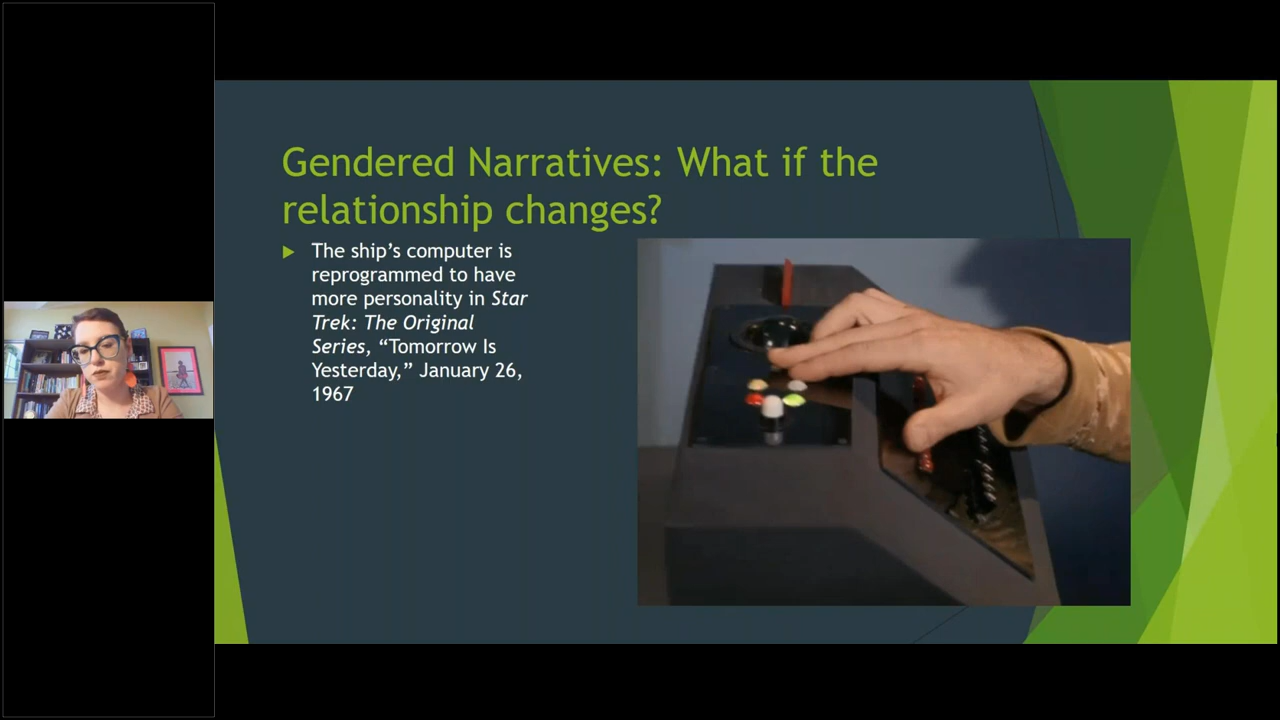 Gendered Narratives: What if the
relationship changes?
The ship’s computer is
reprogrammed to have
more personality in Star
Trek: The Original
Series, “Tomorrow Is
Yesterday,” January 26,
1967